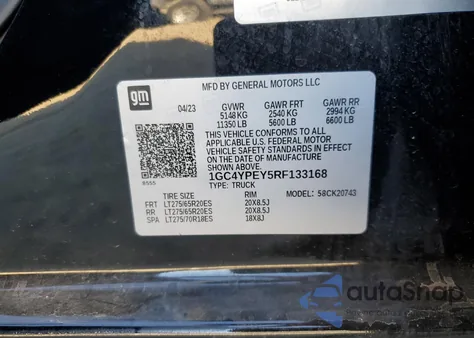 gm
MFD BY GENERAL MOTORS LLC
04/23 GVWR GAWR FRT GAWR RR
5148 KG 2540 KG 2994 KG
11350 LB 5600 LB 6600 LB
THIS VEHICLE CONFORMS TO ALL
APPLICABLE U.S. FEDERAL MOTOR
VEHICLE SAFETY STANDARDS IN EFFECT
ON THE DATE OF MANUFACTURE
SHOWN ABOVE.
1GC4YPEY5RF133168
8555 TYPE: TRUCK
TIRE SIZE RIM MODEL: 58CK20743
FRT LT275/65R20ES 20X8.5J
RR LT275/65R20ES 20X8.5J
SPA LT275/70R18ES 18X8J
autoShop